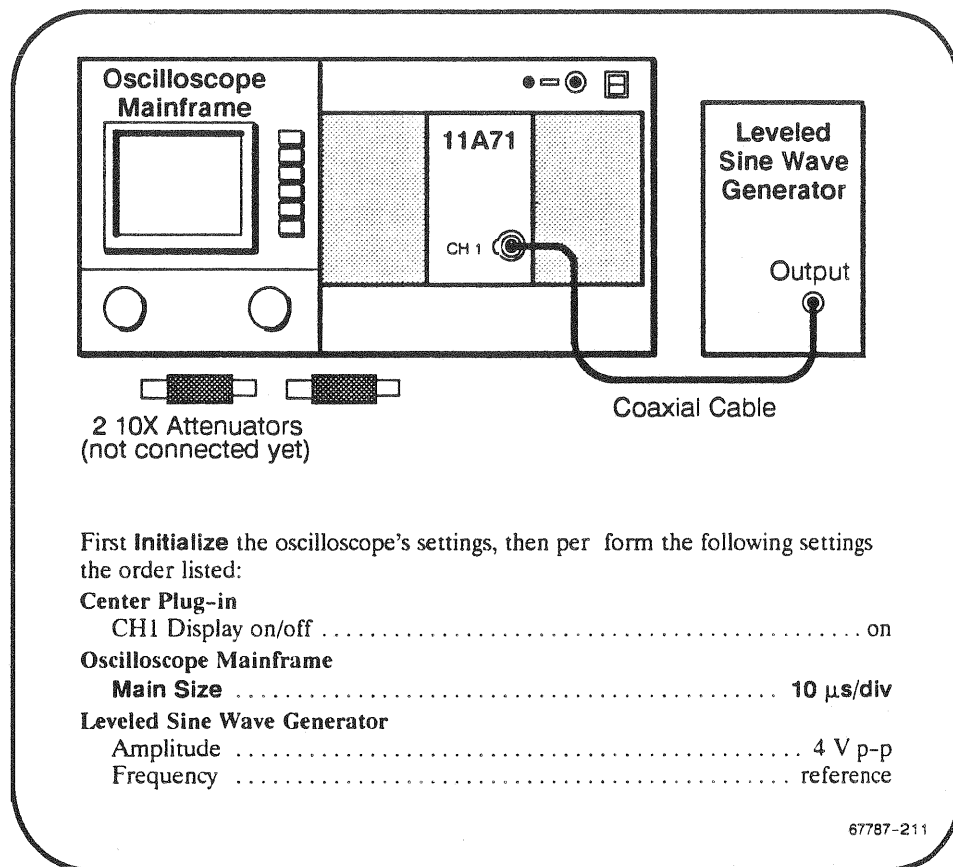 Oscilloscope
Mainframe
11A71
CH 1
Leveled
Sine Wave
Generator
Output
Coaxial Cable
2 10X Attenuators
(not connected yet)
First Initialize the oscilloscope's settings, then per form the following settings
the order listed:
Center Plug-in
CH1 Display on/off ............................................. on
Oscilloscope Mainframe
Main Size ............................................. 10 µs/div
Leveled Sine Wave Generator
Amplitude ............................................. 4 V p-p
Frequency ............................................. reference
67787-211